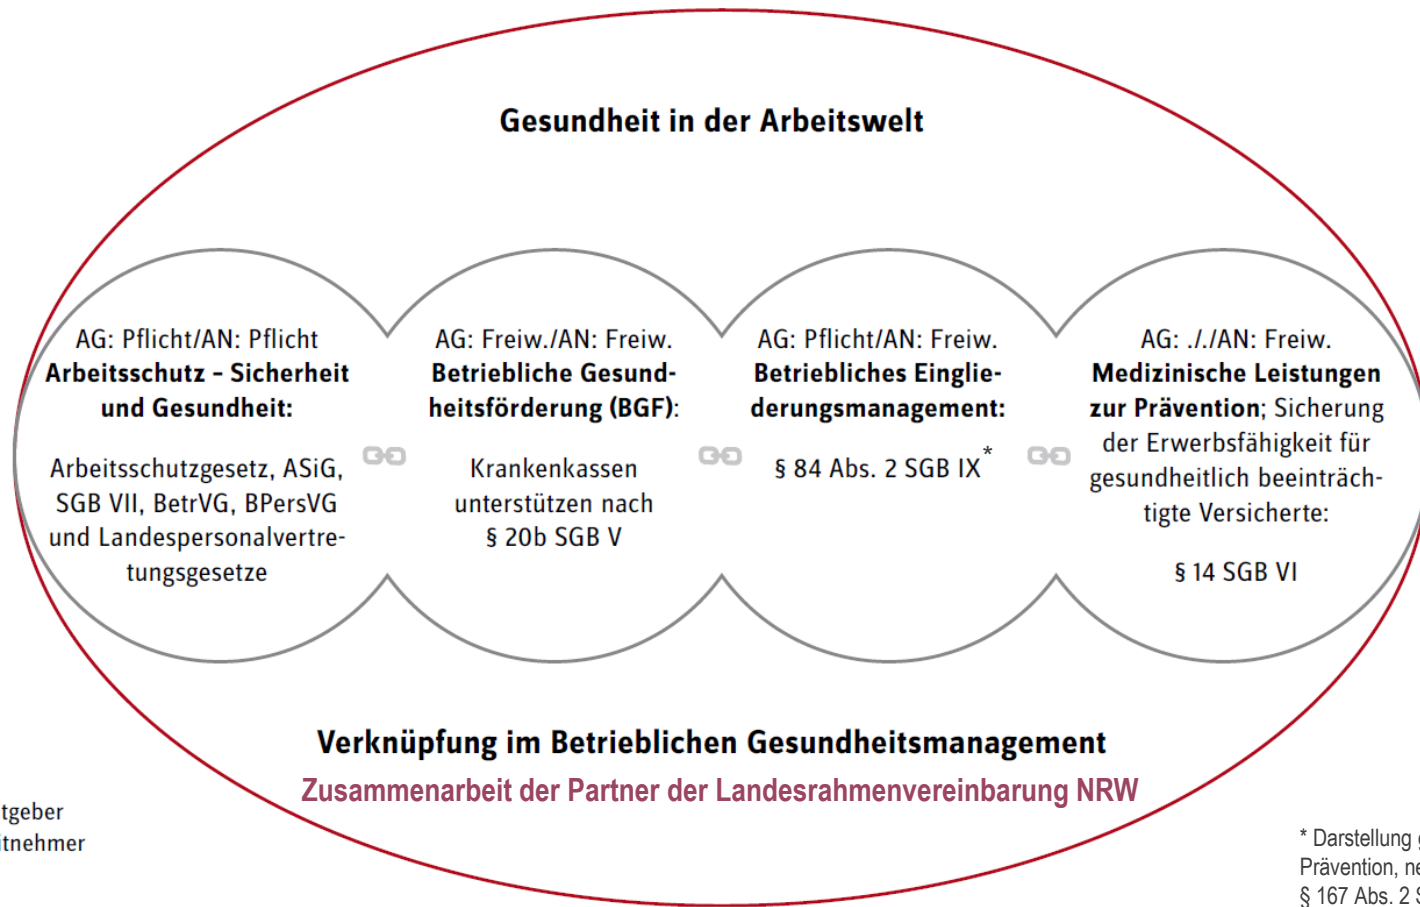 Gesundheit in der Arbeitswelt
AG: Pflicht/AN: Pflicht
Arbeitsschutz – Sicherheit
und Gesundheit:
Arbeitsschutzgesetz, ASiG,
SGB VII, BetrVG, BPersVG
und Landespersonalvertre-
tungsgesetze
AG: Freiw./AN: Freiw.
Betriebliche Gesund-
heitsförderung (BGF):
Krankenkassen
unterstützen nach
§ 20b SGB V
AG: Pflicht/AN: Freiw.
Betriebliches Einglie-
derungsmanagement:
§ 84 Abs. 2 SGB IX*
AG: ././AN: Freiw.
Medizinische Leistungen
zur Prävention; Sicherung
der Erwerbsfähigkeit für
gesundheitlich beeinträch-
tigte Versicherte:
§ 14 SGB VI
Verknüpfung im Betrieblichen Gesundheitsmanagement
Zusammenarbeit der Partner der Landesrahmenvereinbarung NRW
tgeber
itnehmer
* Darstellung
Prävention,
§ 167 Abs. 2